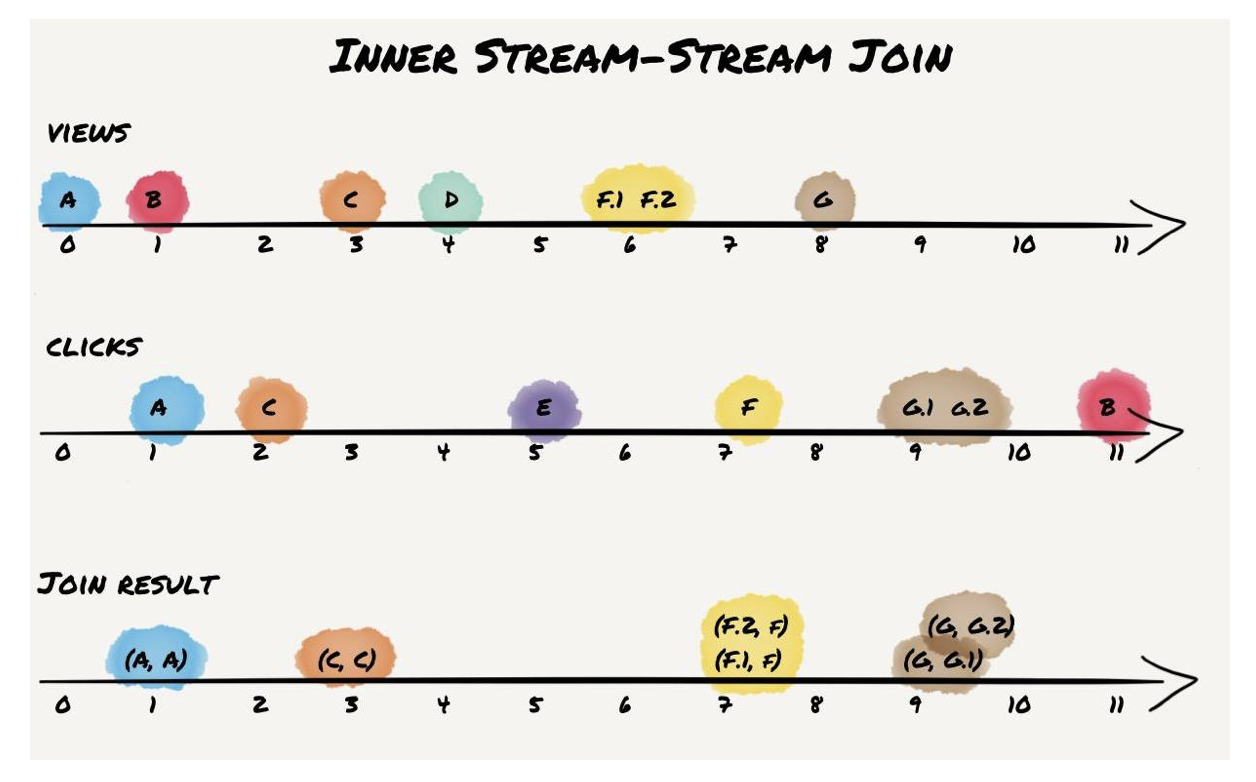 INNER STREAM-STREAM JOIN
VIEWS
A B C D F.1 F.2 G
0 1 2 3 4 5 6 7 8 9 10 11
CLICKS
A C E F G.1 G.2 B
0 1 2 3 4 5 6 7 8 9 10 11
JOIN RESULT
(F.2, F) (G, G.2)
(A, A) (C, C) (F.1, F) (G, G.1)
0 1 2 3 4 5 6 7 8 9 10 11